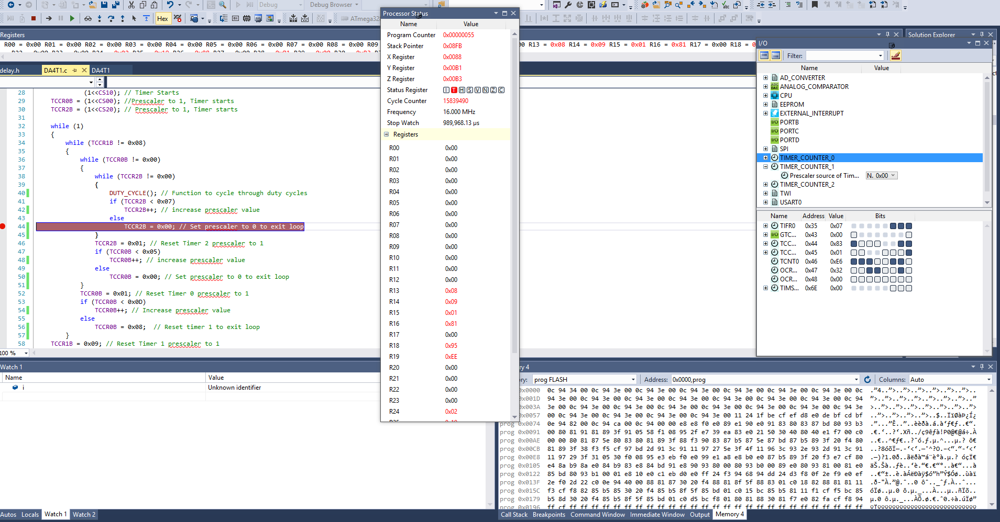 Debug
Debug Browser
Hex
ATmega32
Registers
R00 = 0x00 R01 = 0x00 R02 = 0x00 R03 = 0x00 R04 = 0x00 R05 = 0x00 R06 = 0x00 R07 = 0x00 R08 = 0x00 R09
R13 = 0x08 R14 = 0x09 R15 = 0x01 R16 = 0x81 R17 = 0x00 R18 =
delay.h
DA4T1.c
DA4T1
28 (1<<CS10); // Timer Starts
29 TCCR0B = (1<<CS00); //Prescaler to 1, Timer starts
30 TCCR2B = (1<<CS20); // Prescaler to 1, Timer starts
31
32 while (1)
33 {
34 while (TCCR1B != 0x08)
35 {
36 while (TCCR0B != 0x00)
37 {
38 while (TCCR2B != 0x00)
39 {
40 DUTY_CYCLE(); // Function to cycle through duty cycles
41 if (TCCR2B < 0x07)
42 TCCR2B++; // increase prescaler value
43 else
44 TCCR2B = 0x00; // Set prescaler to 0 to exit loop
45 }
46 TCCR2B = 0x01; // Reset Timer 2 prescaler to 1
47 if (TCCR0B < 0x05)
48 TCCR0B++; // increase prescaler value
49 else
50 TCCR0B = 0x00; // Set prescaler to 0 to exit loop
51 }
52 TCCR0B = 0x01; // Reset Timer 0 prescaler to 1
53 if (TCCR0B < 0x0D)
54 TCCR0B++; // Increase prescaler value
55 else
56 TCCR0B = 0x08; // Reset timer 1 to exit loop
57 }
58 TCCR1B = 0x09; // Reset Timer 1 prescaler to 1
100 %
Processor Status
Name Value
Program Counter 0x00000055
Stack Pointer 0x08FB
X Register 0x0088
Y Register 0x00B1
Z Register 0x00B3
Status Register I T H S V N Z C
Cycle Counter 15839490
Frequency 16.000 MHz
Stop Watch 989,968.13 µs
Registers
R00 0x00
R01 0x00
R02 0x00
R03 0x00
R04 0x00
R05 0x00
R06 0x00
R07 0x00
R08 0x00
R09 0x00
R10 0x00
R11 0x00
R12 0x00
R13 0x08
R14 0x09
R15 0x01
R16 0x81
R17 0x00
R18 0x95
R19 0xEE
R20 0x00
R21 0x00
R22 0x00
R23 0x00
R24 0x02
Solution Explorer
I/O
Filter:
Name Value
AD_CONVERTER
ANALOG_COMPARATOR
CPU
EEPROM
EXTERNAL_INTERRUPT
PORTB
PORTC
PORTD
SPI
TIMER_COUNTER_0
TIMER_COUNTER_1
Prescaler source of Tim... N. 0x00
TIMER_COUNTER_2
TWI
USART0
Name Address Value Bits
TIFR0 0x35 0x07
GTC... 0x43 0x00
TCC... 0x44 0x83
TCC... 0x45 0x01
TCNT0 0x46 0xE6
OCR... 0x47 0x32
OCR... 0x48 0x00
TIMS... 0x6E 0x00
Watch 1
Name Value
i Unknown identifier
Autos Locals Watch 1 Watch 2
ry 4
ry: prog FLASH Address: 0x0000,prog Columns: Auto
0x0000 0c 94 34 00 0c 94 3e 00 0c 94 3e 00 0c 94 3e 00 0c 94 3e 00 0c 94 3e 00 0c 94 3e 00 0c
0x001D 94 3e 00 0c 94 3e 00 0c 94 3e 00 0c 94 3e 00 0c 94 3e 00 0c 94 3e 00 0c 94 3e 00 0c 94
0x003A 3e 00 0c 94 3e 00 0c 94 3e 00 0c 94 3e 00 0c 94 3e 00 0c 94 3e 00 0c 94 3e 00 0c 94 3e
0x0057 00 0c 94 3e 00 0c 94 3e 00 0c 94 3e 00 0c 94 3e 00 11 24 1f be cf ef d8 e0 de bf cd bf
0x0074 0e 94 82 00 0c 94 ca 00 0c 94 00 00 e8 e8 f0 e0 89 e1 90 e0 91 83 80 83 87 bd 80 93 b3
prog 0x0091 00 80 81 91 81 89 3f 91 05 58 f1 08 95 2f e7 39 ea 83 e0 21 50 30 40 80 40 e1 f7 00 c0
prog 0x00AE 00 00 80 81 87 5e 80 83 80 81 89 3f 88 f3 90 83 87 b5 87 5e 87 bd 87 b5 89 3f 20 f4 80
prog 0x00CB 81 89 3f 38 f3 f5 cf 97 bd 2d 91 3c 91 11 97 27 5e 3f 4f 11 96 3c 93 2e 93 2d 91 3c 91
prog 0x00E8 11 97 29 3f 31 05 30 f0 08 95 e3 eb f0 e0 99 e1 a8 e8 b0 e0 87 b5 89 3f 20 f3 e7 cf 80
prog 0x0105 e4 8a b9 8a e0 84 b9 83 e8 84 bd 91 e8 90 93 80 00 80 93 b0 00 89 e0 80 93 81 00 81 e0
prog 0x0122 85 bd 80 93 b1 00 01 e8 10 e0 c1 eb d0 e0 ff 24 f3 94 68 94 dd 24 d3 f8 0f 2e f9 e0 ef
prog 0x013F 2e f0 2d 22 c0 0e 94 40 00 88 81 87 30 20 f4 88 81 8f 5f 88 83 01 c0 18 82 88 81 81 11
prog 0x015C f3 cf f8 82 85 b5 85 30 20 f4 85 b5 8f 5f 85 bd 01 c0 15 bc 85 b5 81 11 f1 cf f5 bc 85
prog 0x0179 b5 8d 30 20 f4 85 b5 8f 5f 85 bd 01 c0 d5 bc f8 01 80 81 88 30 81 f7 e0 82 fa cf f8 94
prog 0x0196 ff cf ff ff ff ff ff ff ff ff ff ff ff ff ff ff ff ff ff ff ff ff ff ff ff ff ff ff ff
Call Stack Breakpoints Command Window Immediate Window Output Memory 4